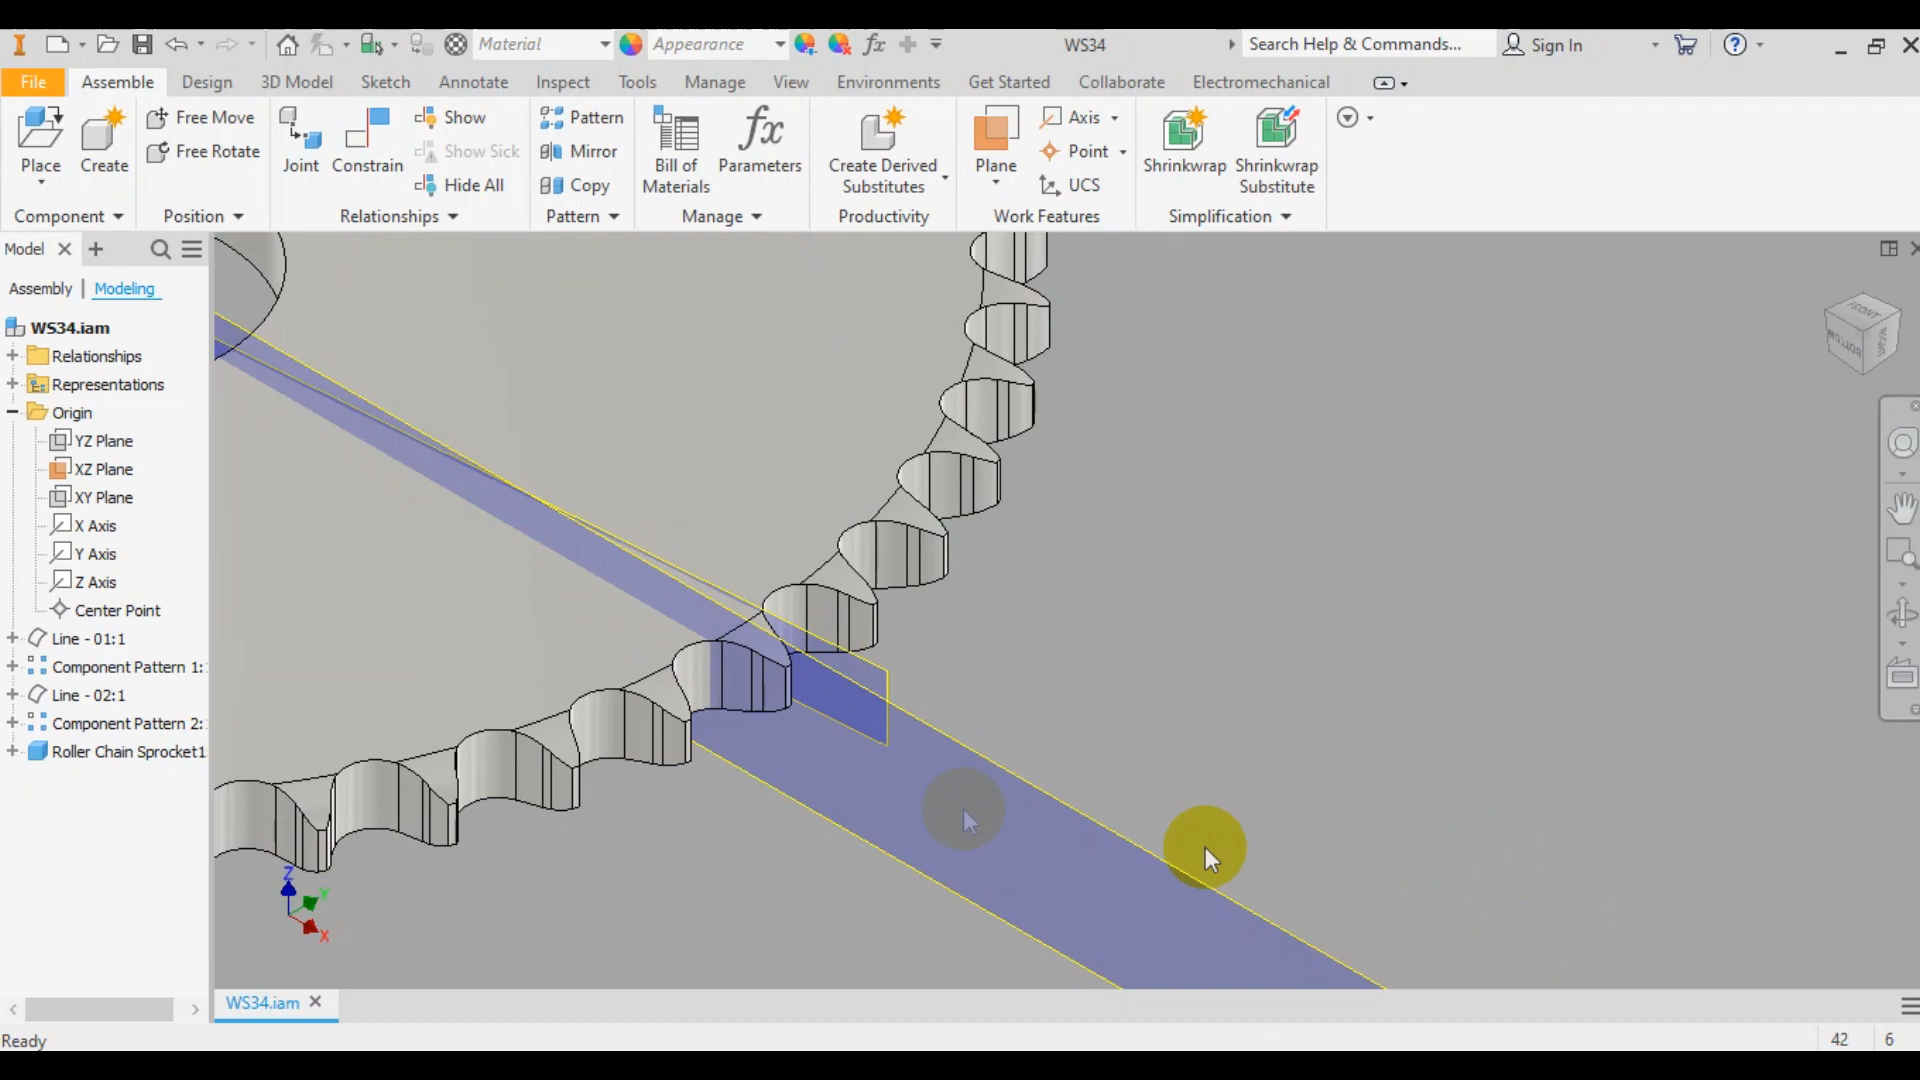 Material
Appearance
fx
WS34
Search Help & Commands...
Sign In
File
Assemble
Design
3D Model
Sketch
Annotate
Inspect
Tools
Manage
View
Environments
Get Started
Collaborate
Electromechanical
Place
Create
Free Move
Free Rotate
Joint
Constrain
Show
Show Sick
Hide All
Pattern
Mirror
Copy
Bill of
Materials
fx
Parameters
Create Derived
Substitutes
Plane
Axis
Point
UCS
Shrinkwrap
Shrinkwrap
Substitute
Component
Position
Relationships
Pattern
Manage
Productivity
Work Features
Simplification
Model
Assembly
Modeling
WS34.iam
Relationships
Representations
Origin
YZ Plane
XZ Plane
XY Plane
X Axis
Y Axis
Z Axis
Center Point
Line - 01:1
Component Pattern 1:
Line - 02:1
Component Pattern 2:
Roller Chain Sprocket1
FRONT
BOTTOM
RIGHT
Z
Y
X
WS34.iam
Ready
42
6